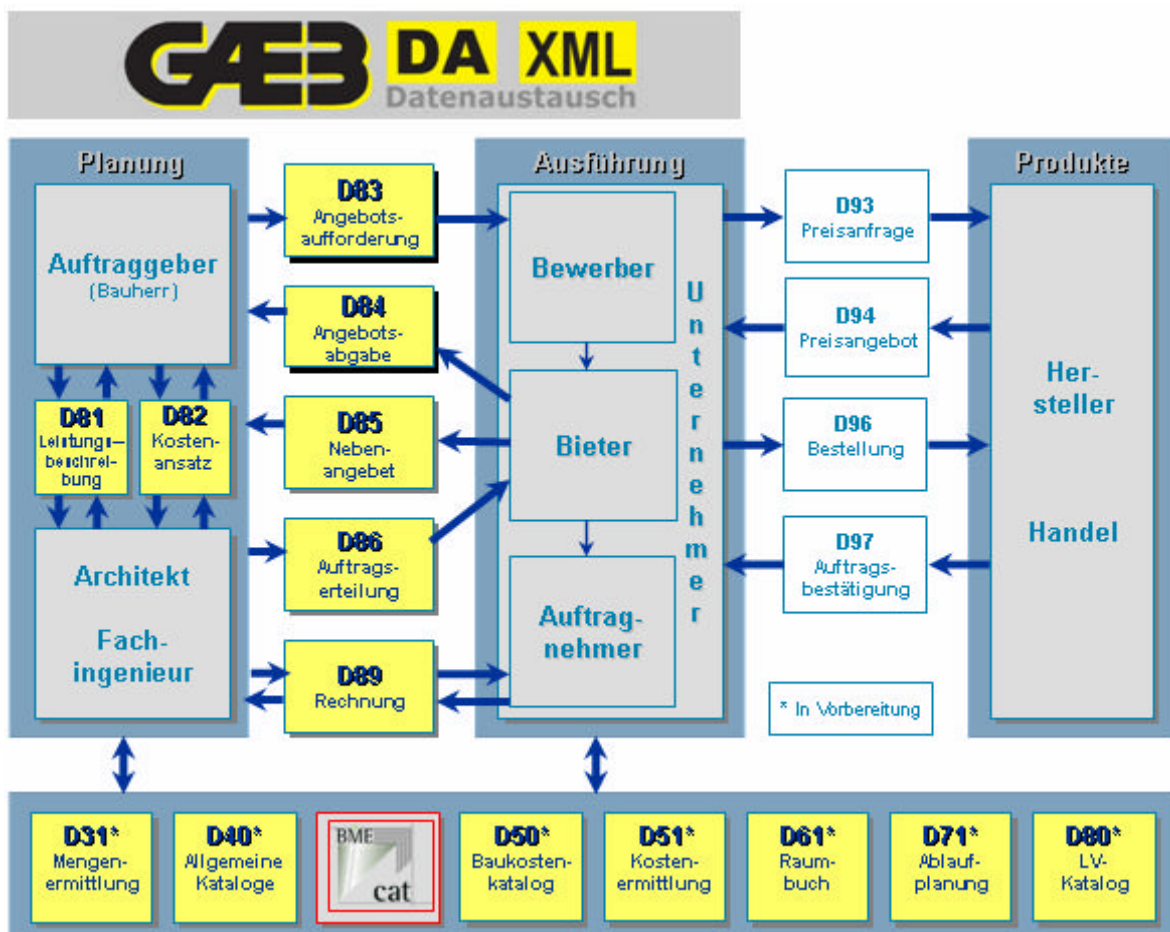 GAEB DA XML
Datenaustausch
Planung
Auftraggeber
(Bauherr)
D81
Leistungs-
beschrei-
bung
D82
Kosten-
ansatz
Architekt
Fach-
ingenieur
D83
Angebots-
aufforderung
D84
Angebots-
abgabe
D85
Neben-
angebet
D86
Auftrags-
erteilung
D89
Rechnung
Ausführung
Bewerber
Bieter
Auftrag-
nehmer
Unternehmer
D93
Preisanfrage
D94
Preisangebot
D96
Bestellung
D97
Auftrags-
bestätigung
* In Vorbereitung
Produkte
Her-
steller
Handel
D31*
Mengen-
ermittlung
D40*
Allgemeine
Kataloge
BME
cat
D50*
Baukosten-
katalog
D51*
Kosten-
ermittlung
D61*
Raum-
buch
D71*
Ablauf-
planung
D80*
LV-
Katalog